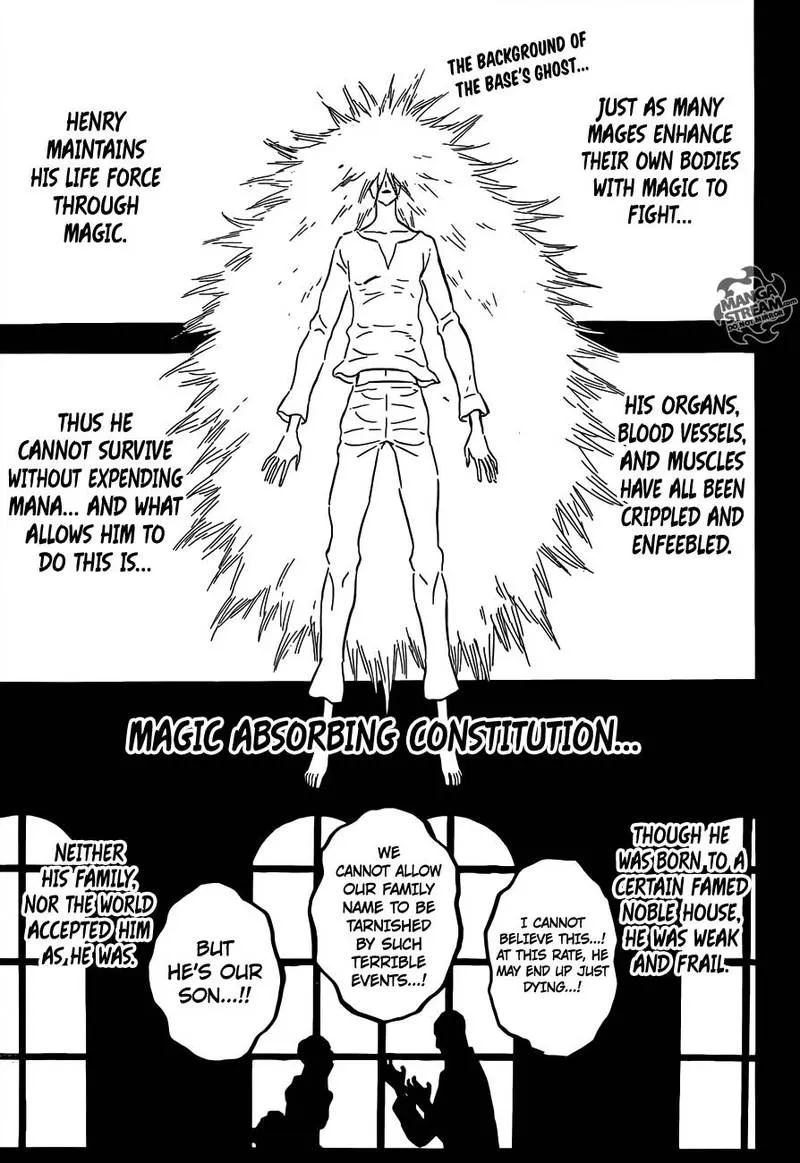 THE BACKGROUND OF
THE BASE'S GHOST...
JUST AS MANY
MAGES ENHANCE
THEIR OWN BODIES
WITH MAGIC TO
FIGHT...
HENRY
MAINTAINS
HIS LIFE FORCE
THROUGH
MAGIC.
MANGA
STREAM.com
DO NOT MIRROR
HIS ORGANS,
BLOOD VESSELS,
AND MUSCLES
HAVE ALL BEEN
CRIPPLED AND
ENFEEBLED.
THUS HE
CANNOT SURVIVE
WITHOUT EXPENDING
MANA... AND WHAT
ALLOWS HIM TO
DO THIS IS...
MAGIC ABSORBING CONSTITUTION...
THOUGH HE
WAS BORN TO A
CERTAIN FAMED
NOBLE HOUSE,
HE WAS WEAK
AND FRAIL.
I CANNOT
BELIEVE THIS...!
AT THIS RATE, HE
MAY END UP JUST
DYING...!
WE
CANNOT ALLOW
OUR FAMILY
NAME TO BE
TARNISHED
BY SUCH
TERRIBLE
EVENTS...!
BUT
HE'S OUR
SON...!!
NEITHER
HIS FAMILY,
NOR THE WORLD
ACCEPTED HIM
AS HE WAS.